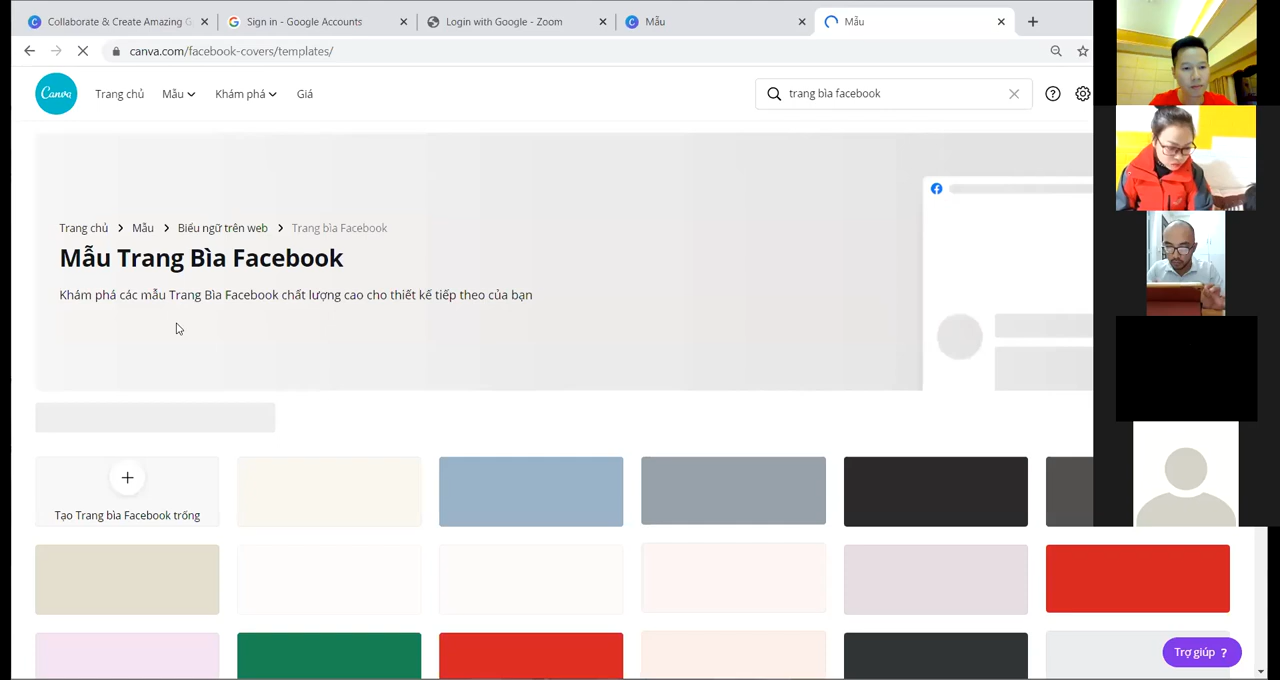 Collaborate & Create Amazing G
Sign in - Google Accounts
Login with Google - Zoom
Mẫu
Mẫu
canva.com/facebook-covers/templates/
Canva
Trang chủ
Mẫu
Khám phá
Giá
trang bìa facebook
Trang chủ
Mẫu
Biểu ngữ trên web
Trang bìa Facebook
Mẫu Trang Bìa Facebook
Khám phá các mẫu Trang Bìa Facebook chất lượng cao cho thiết kế tiếp theo của bạn
Tạo Trang bìa Facebook trống
Trợ giúp ?